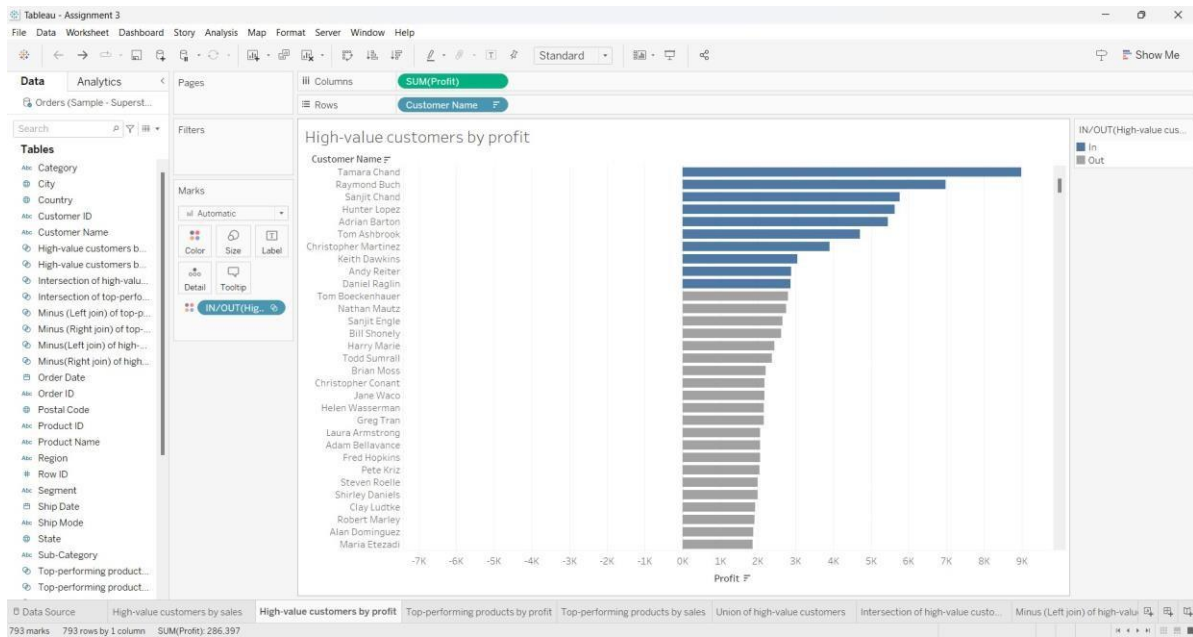 Tableau - Assignment 3
File Data Worksheet Dashboard Story Analysis Map Format Server Window Help
Standard
Show Me
Data Analytics
Orders (Sample - Superst...
Search
Tables
Abc Category
City
Country
Abc Customer ID
Abc Customer Name
High-value customers b...
High-value customers b...
Intersection of high-valu...
Intersection of top-perfo...
Minus (Left join) of top-p...
Minus (Right join) of top-...
Minus(Left join) of high-...
Minus(Right join) of high...
Order Date
Abc Order ID
Postal Code
Abc Product ID
Abc Product Name
Abc Region
# Row ID
Abc Segment
Ship Date
Abc Ship Mode
State
Abc Sub-Category
Top-performing product...
Top-performing product...
Pages
Filters
Marks
Automatic
Color Size Label
Detail Tooltip
IN/OUT(Hig..
Columns SUM(Profit)
Rows Customer Name
High-value customers by profit
Customer Name
Tamara Chand
Raymond Buch
Sanjit Chand
Hunter Lopez
Adrian Barton
Tom Ashbrook
Christopher Martinez
Keith Dawkins
Andy Reiter
Daniel Raglin
Tom Boeckenhauer
Nathan Mautz
Sanjit Engle
Bill Shonely
Harry Marie
Todd Sumrall
Brian Moss
Christopher Conant
Jane Waco
Helen Wasserman
Greg Tran
Laura Armstrong
Adam Bellavance
Fred Hopkins
Pete Kriz
Steven Roelle
Shirley Daniels
Clay Ludtke
Robert Marley
Alan Dominguez
Maria Etezadi
-7K -6K -5K -4K -3K -2K -1K 0K 1K 2K 3K 4K 5K 6K 7K 8K 9K
Profit
IN/OUT(High-value cus...
In
Out
Data Source High-value customers by sales High-value customers by profit Top-performing products by profit Top-performing products by sales Union of high-value customers Intersection of high-value custo... Minus (Left join) of high-valu
793 marks 793 rows by 1 column SUM(Profit): 286,397